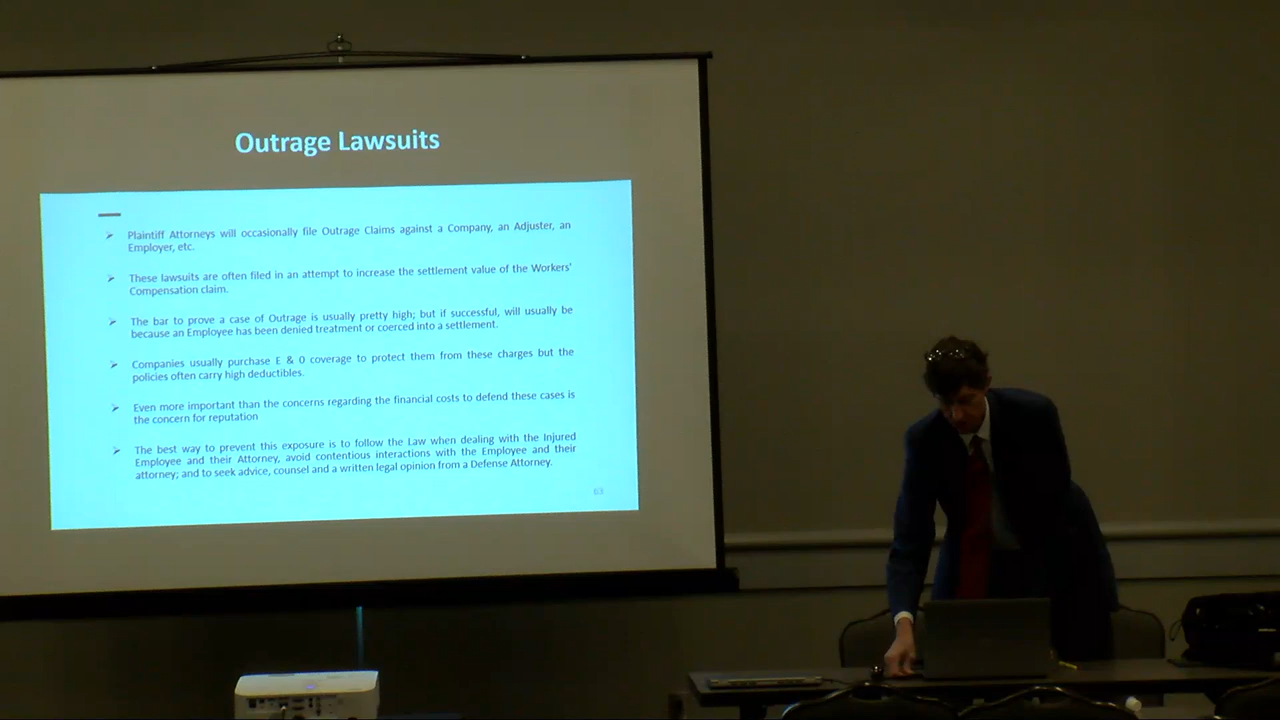 Outrage Lawsuits
Plaintiff Attorneys will occasionally file Outrage Claims against a Company, an Adjuster, an
Employer, etc.
These lawsuits are often filed in an attempt to increase the settlement value of the Workers'
Compensation claim.
The bar to prove a case of Outrage is usually pretty high; but if successful, will usually be
because an Employee has been denied treatment or coerced into a settlement.
Companies usually purchase E & O coverage to protect them from these charges but the
policies often carry high deductibles.
Even more important than the concerns regarding the financial costs to defend these cases is
the concern for reputation
The best way to prevent this exposure is to follow the Law when dealing with the Injured
Employee and their Attorney, avoid contentious interactions with the Employee and their
attorney; and to seek advice, counsel and a written legal opinion from a Defense Attorney.
63